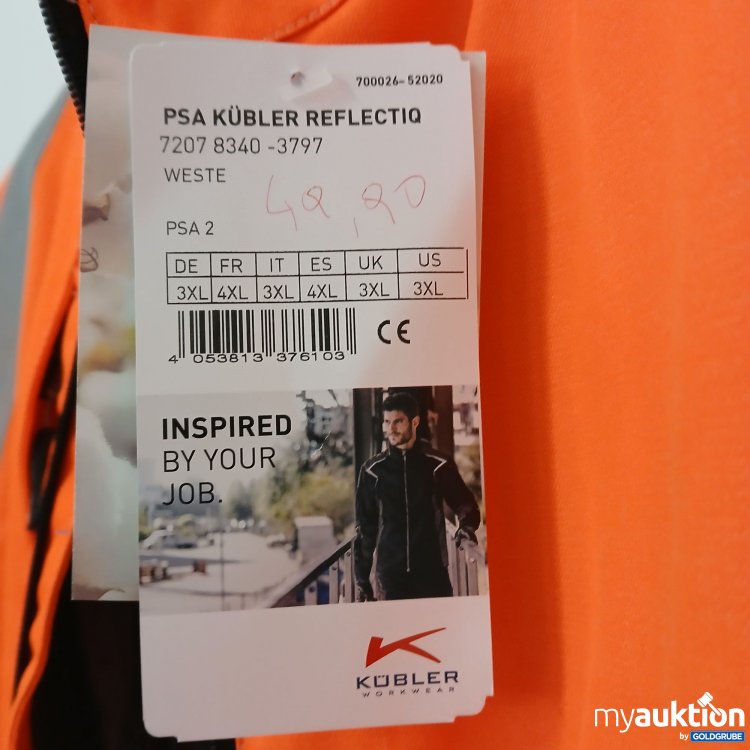 700026-52020
PSA KÜBLER REFLECTIQ
7207 8340 -3797
WESTE
49,90
PSA 2
DE FR IT ES UK US
3XL 4XL 3XL 4XL 3XL 3XL
CE
4 053813 376103
INSPIRED
BY YOUR
JOB.
KÜBLER
WORKWEAR
myauktion
by GOLDGRUBE